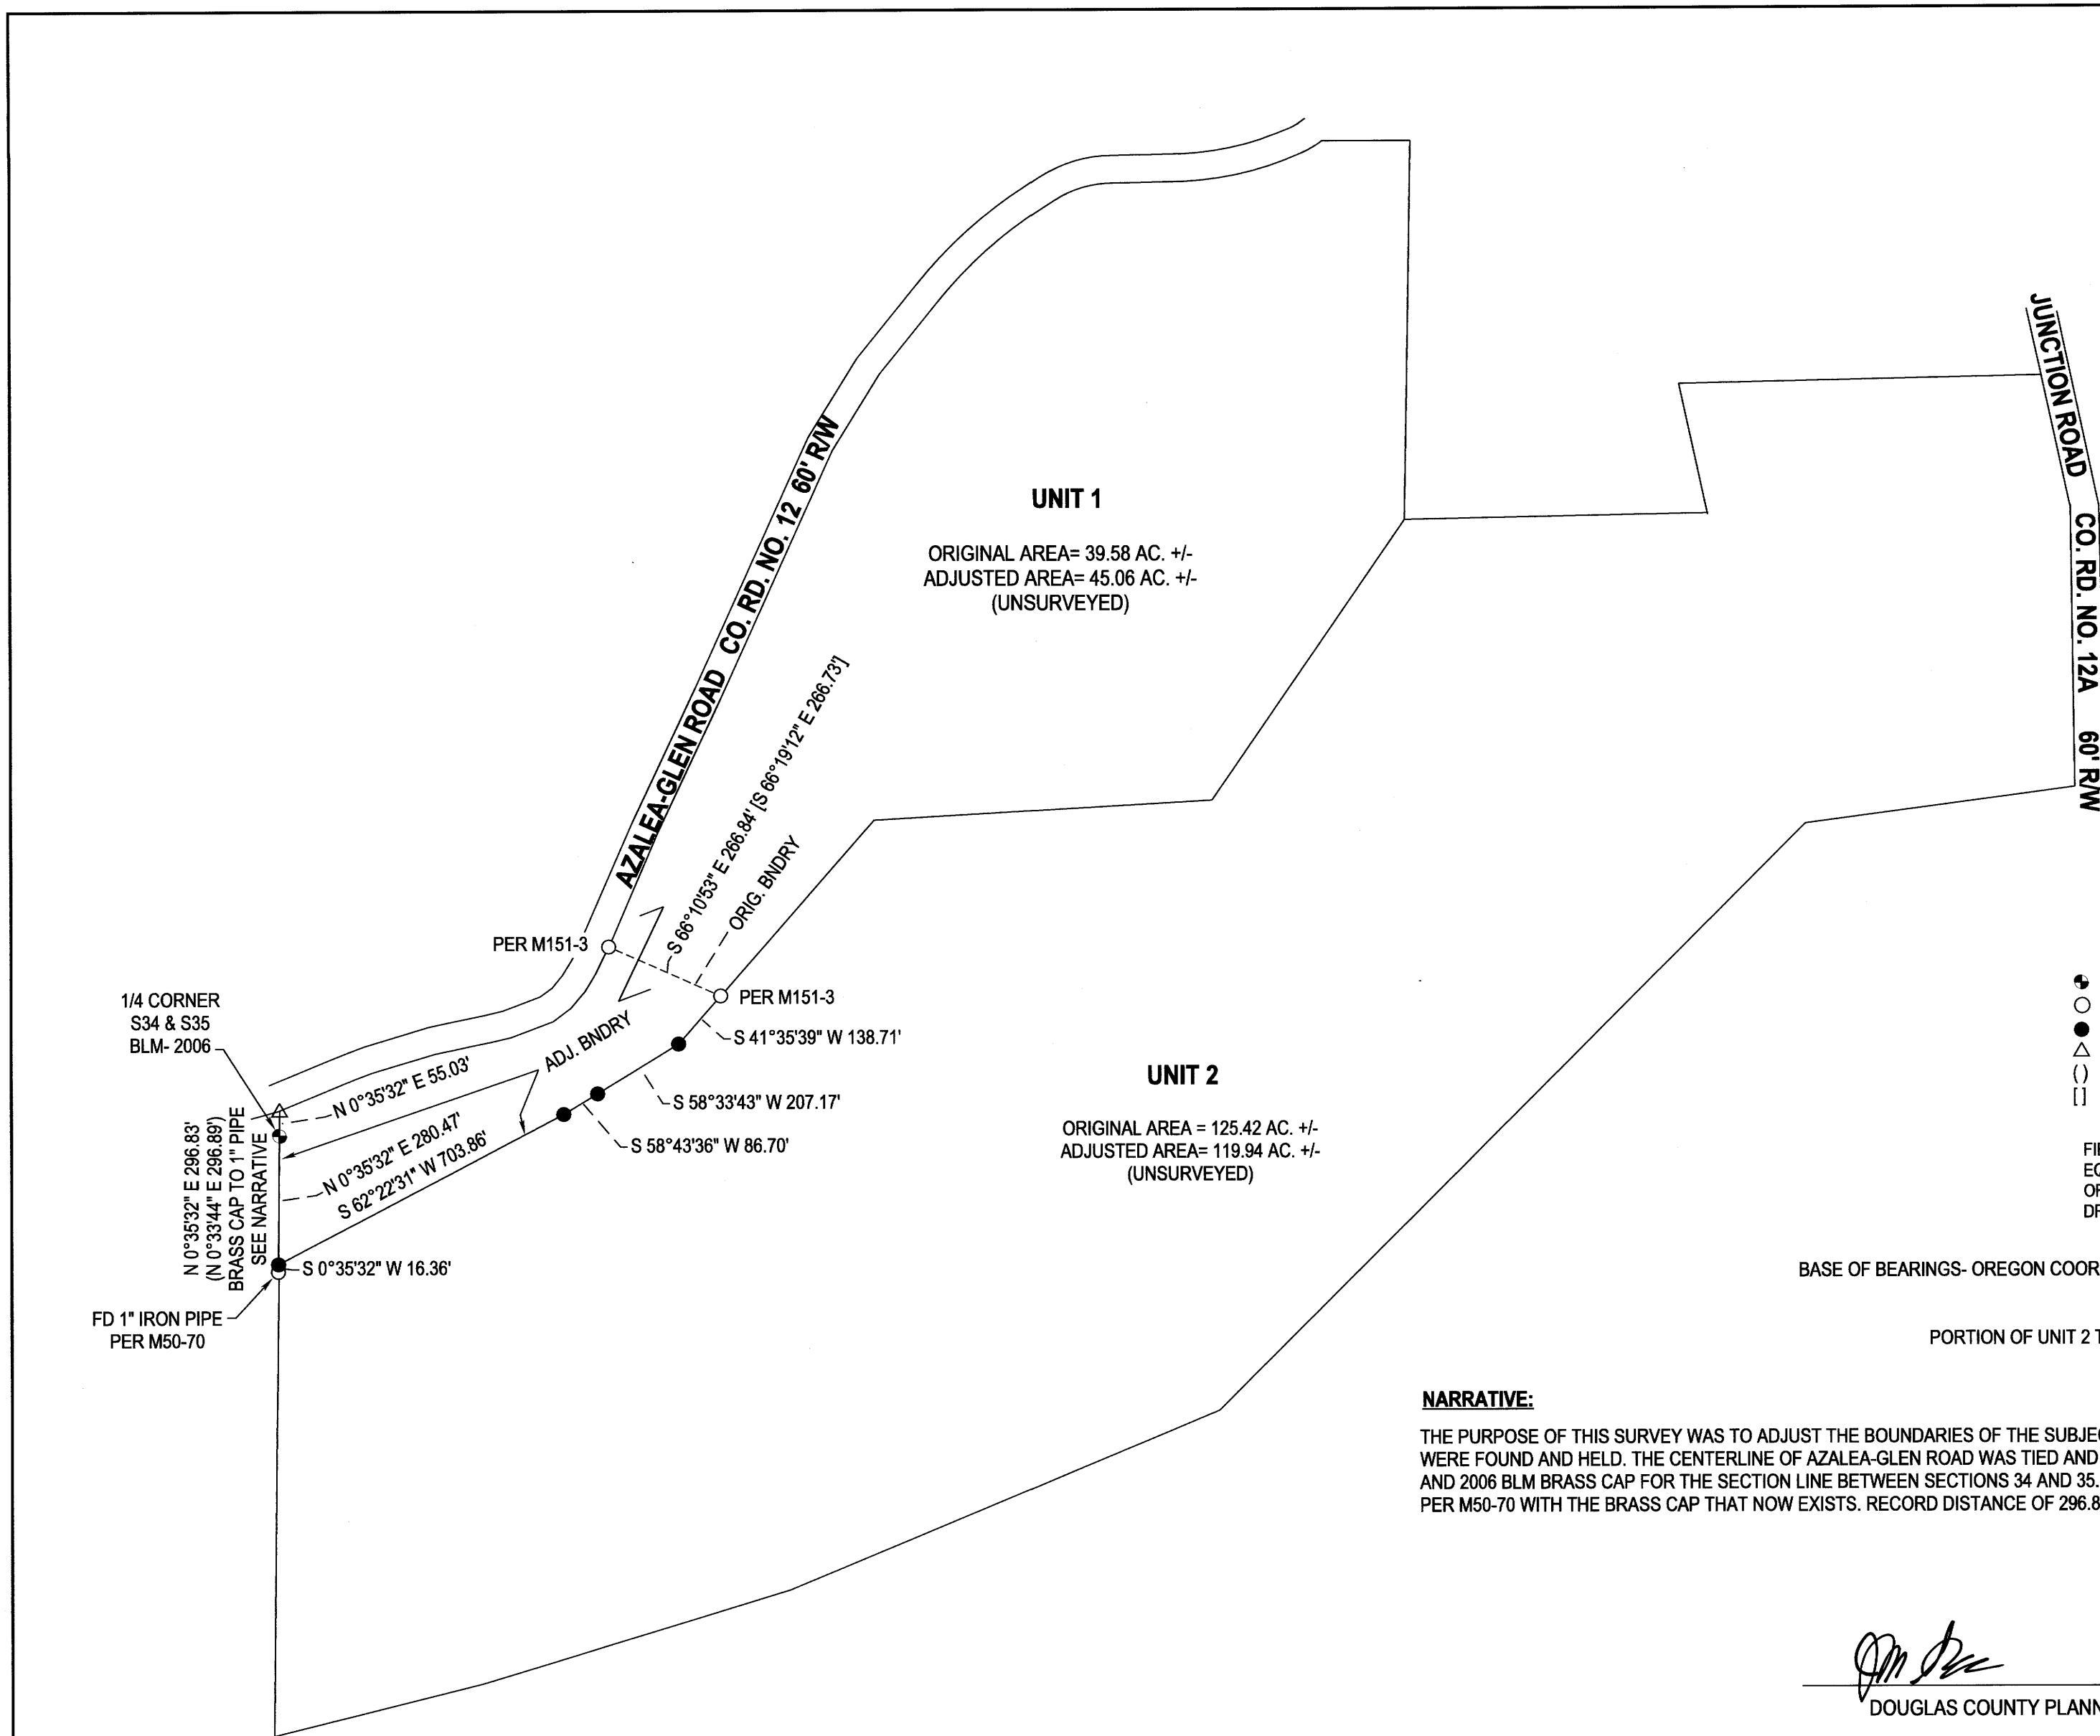 JUNCTION ROAD CO. RD. NO. 12A 60' R/W
AZALEA-GLEN ROAD CO. RD. NO. 12 60' R/W
UNIT 1
ORIGINAL AREA= 39.58 AC. +/-
ADJUSTED AREA= 45.06 AC. +/-
(UNSURVEYED)
S 66°10'53" E 266.84' [S 66°19'12" E 266.73']
ORIG. BNDRY
PER M151-3
PER M151-3
1/4 CORNER
S34 & S35
BLM- 2006
ADJ. BNDRY
S 41°35'39" W 138.71'
N 0°35'32" E 55.03'
S 58°33'43" W 207.17'
S 58°43'36" W 86.70'
N 0°35'32" E 280.47'
S 62°22'31" W 703.86'
N 0°35'32" E 296.83'
(N 0°33'44" E 296.89')
BRASS CAP TO 1" PIPE
SEE NARRATIVE
S 0°35'32" W 16.36'
FD 1" IRON PIPE
PER M50-70
UNIT 2
ORIGINAL AREA = 125.42 AC. +/-
ADJUSTED AREA= 119.94 AC. +/-
(UNSURVEYED)
( )
[ ]
BASE OF BEARINGS- OREGON COOR
PORTION OF UNIT 2
NARRATIVE:
THE PURPOSE OF THIS SURVEY WAS TO ADJUST THE BOUNDARIES OF THE SUBJE
WERE FOUND AND HELD. THE CENTERLINE OF AZALEA-GLEN ROAD WAS TIED AND
AND 2006 BLM BRASS CAP FOR THE SECTION LINE BETWEEN SECTIONS 34 AND 35.
PER M50-70 WITH THE BRASS CAP THAT NOW EXISTS. RECORD DISTANCE OF 296.8
DOUGLAS COUNTY PLANN